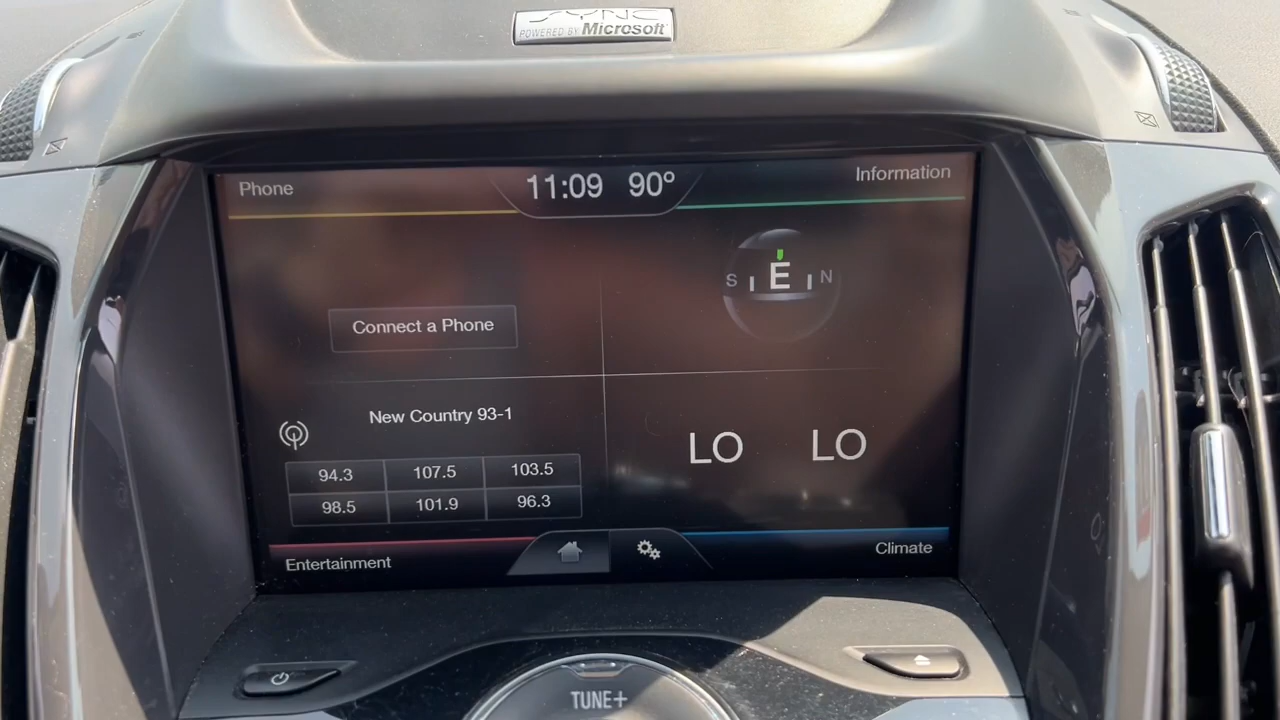 SYNC
POWERED BY Microsoft
Phone
11:09 90°
Information
S E N
Connect a Phone
New Country 93-1
94.3 107.5 103.5
98.5 101.9 96.3
LO LO
Entertainment
Climate
TUNE+